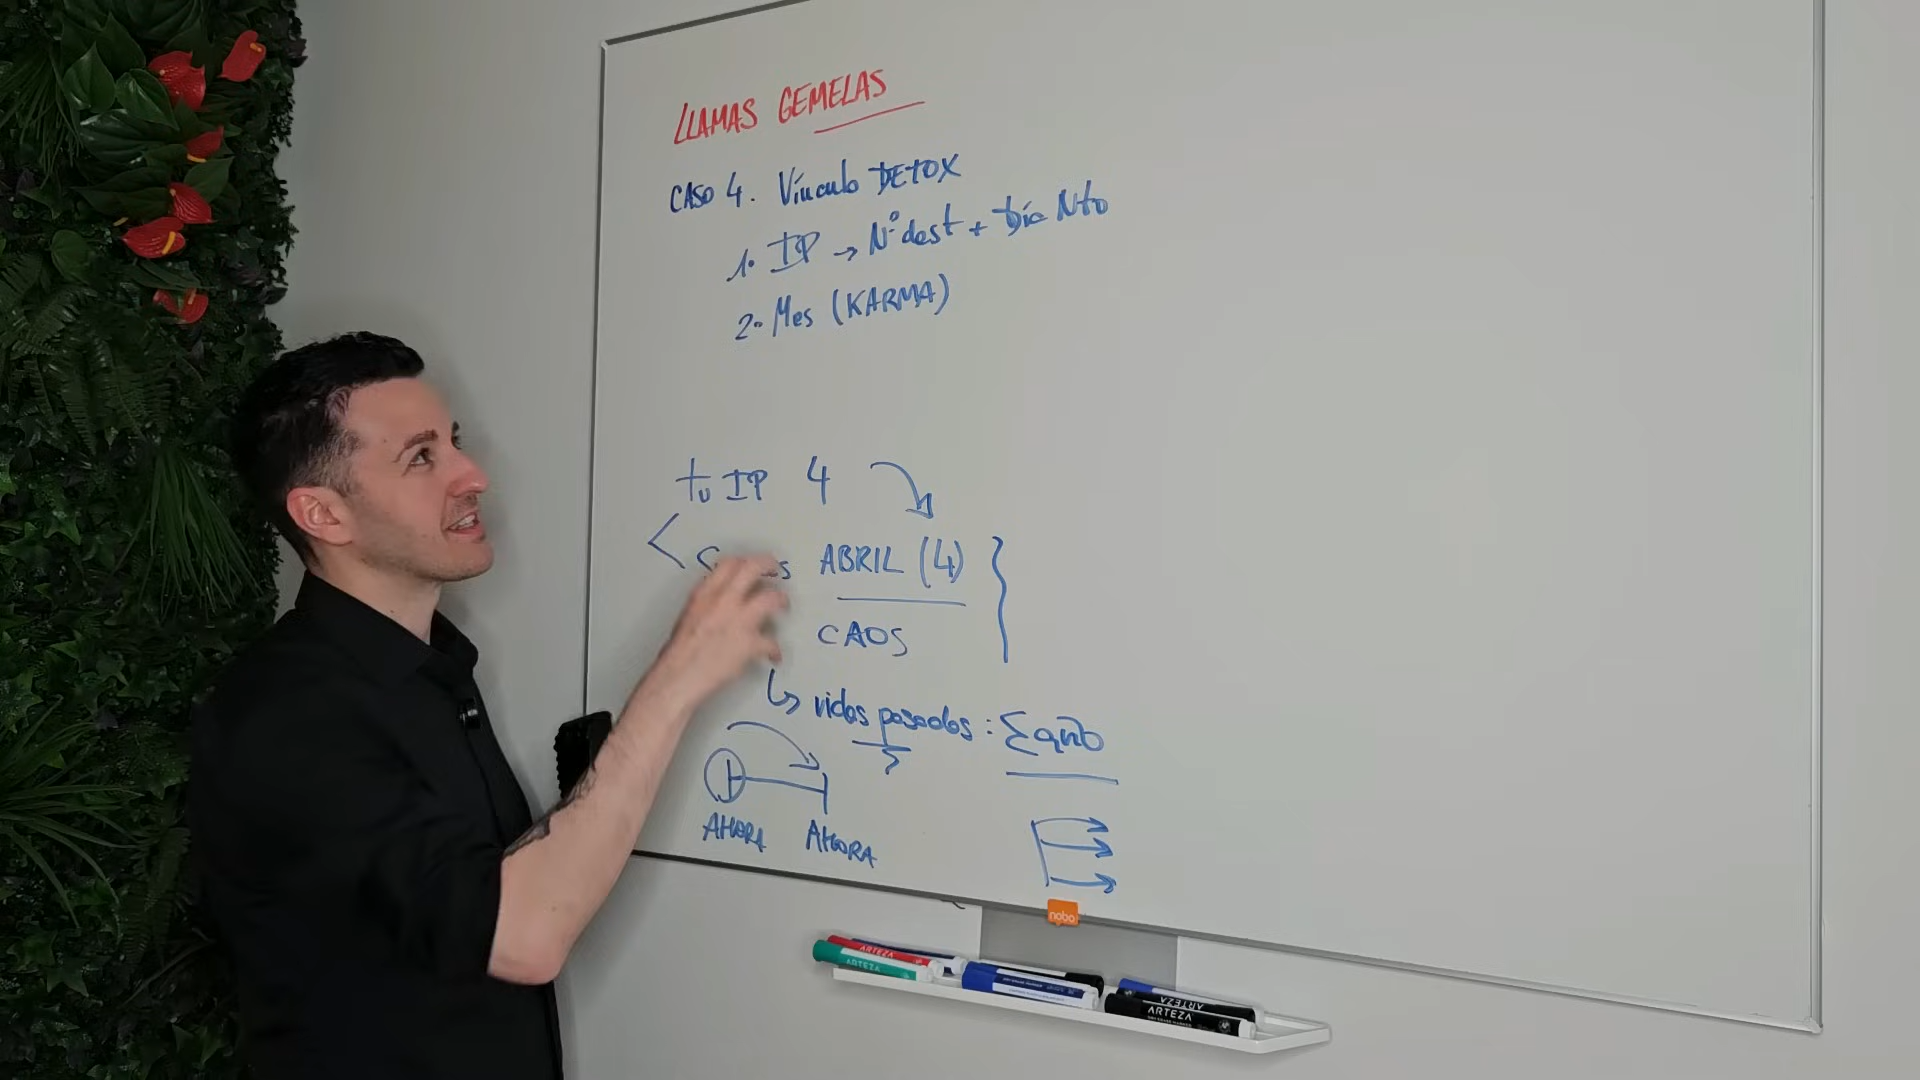 LLAMAS GEMELAS
CASO 4. Vínculo DETOX
1. IP → Nº dest + Día Nto
2. Mes (KARMA)
tu IP 4
ABRIL (4)
CAOS
↳ vidas pasadas: Σ año
AHORA AHORA
nobo
ARTEZA
ARTEZA
ARTEZA
ARTEZA